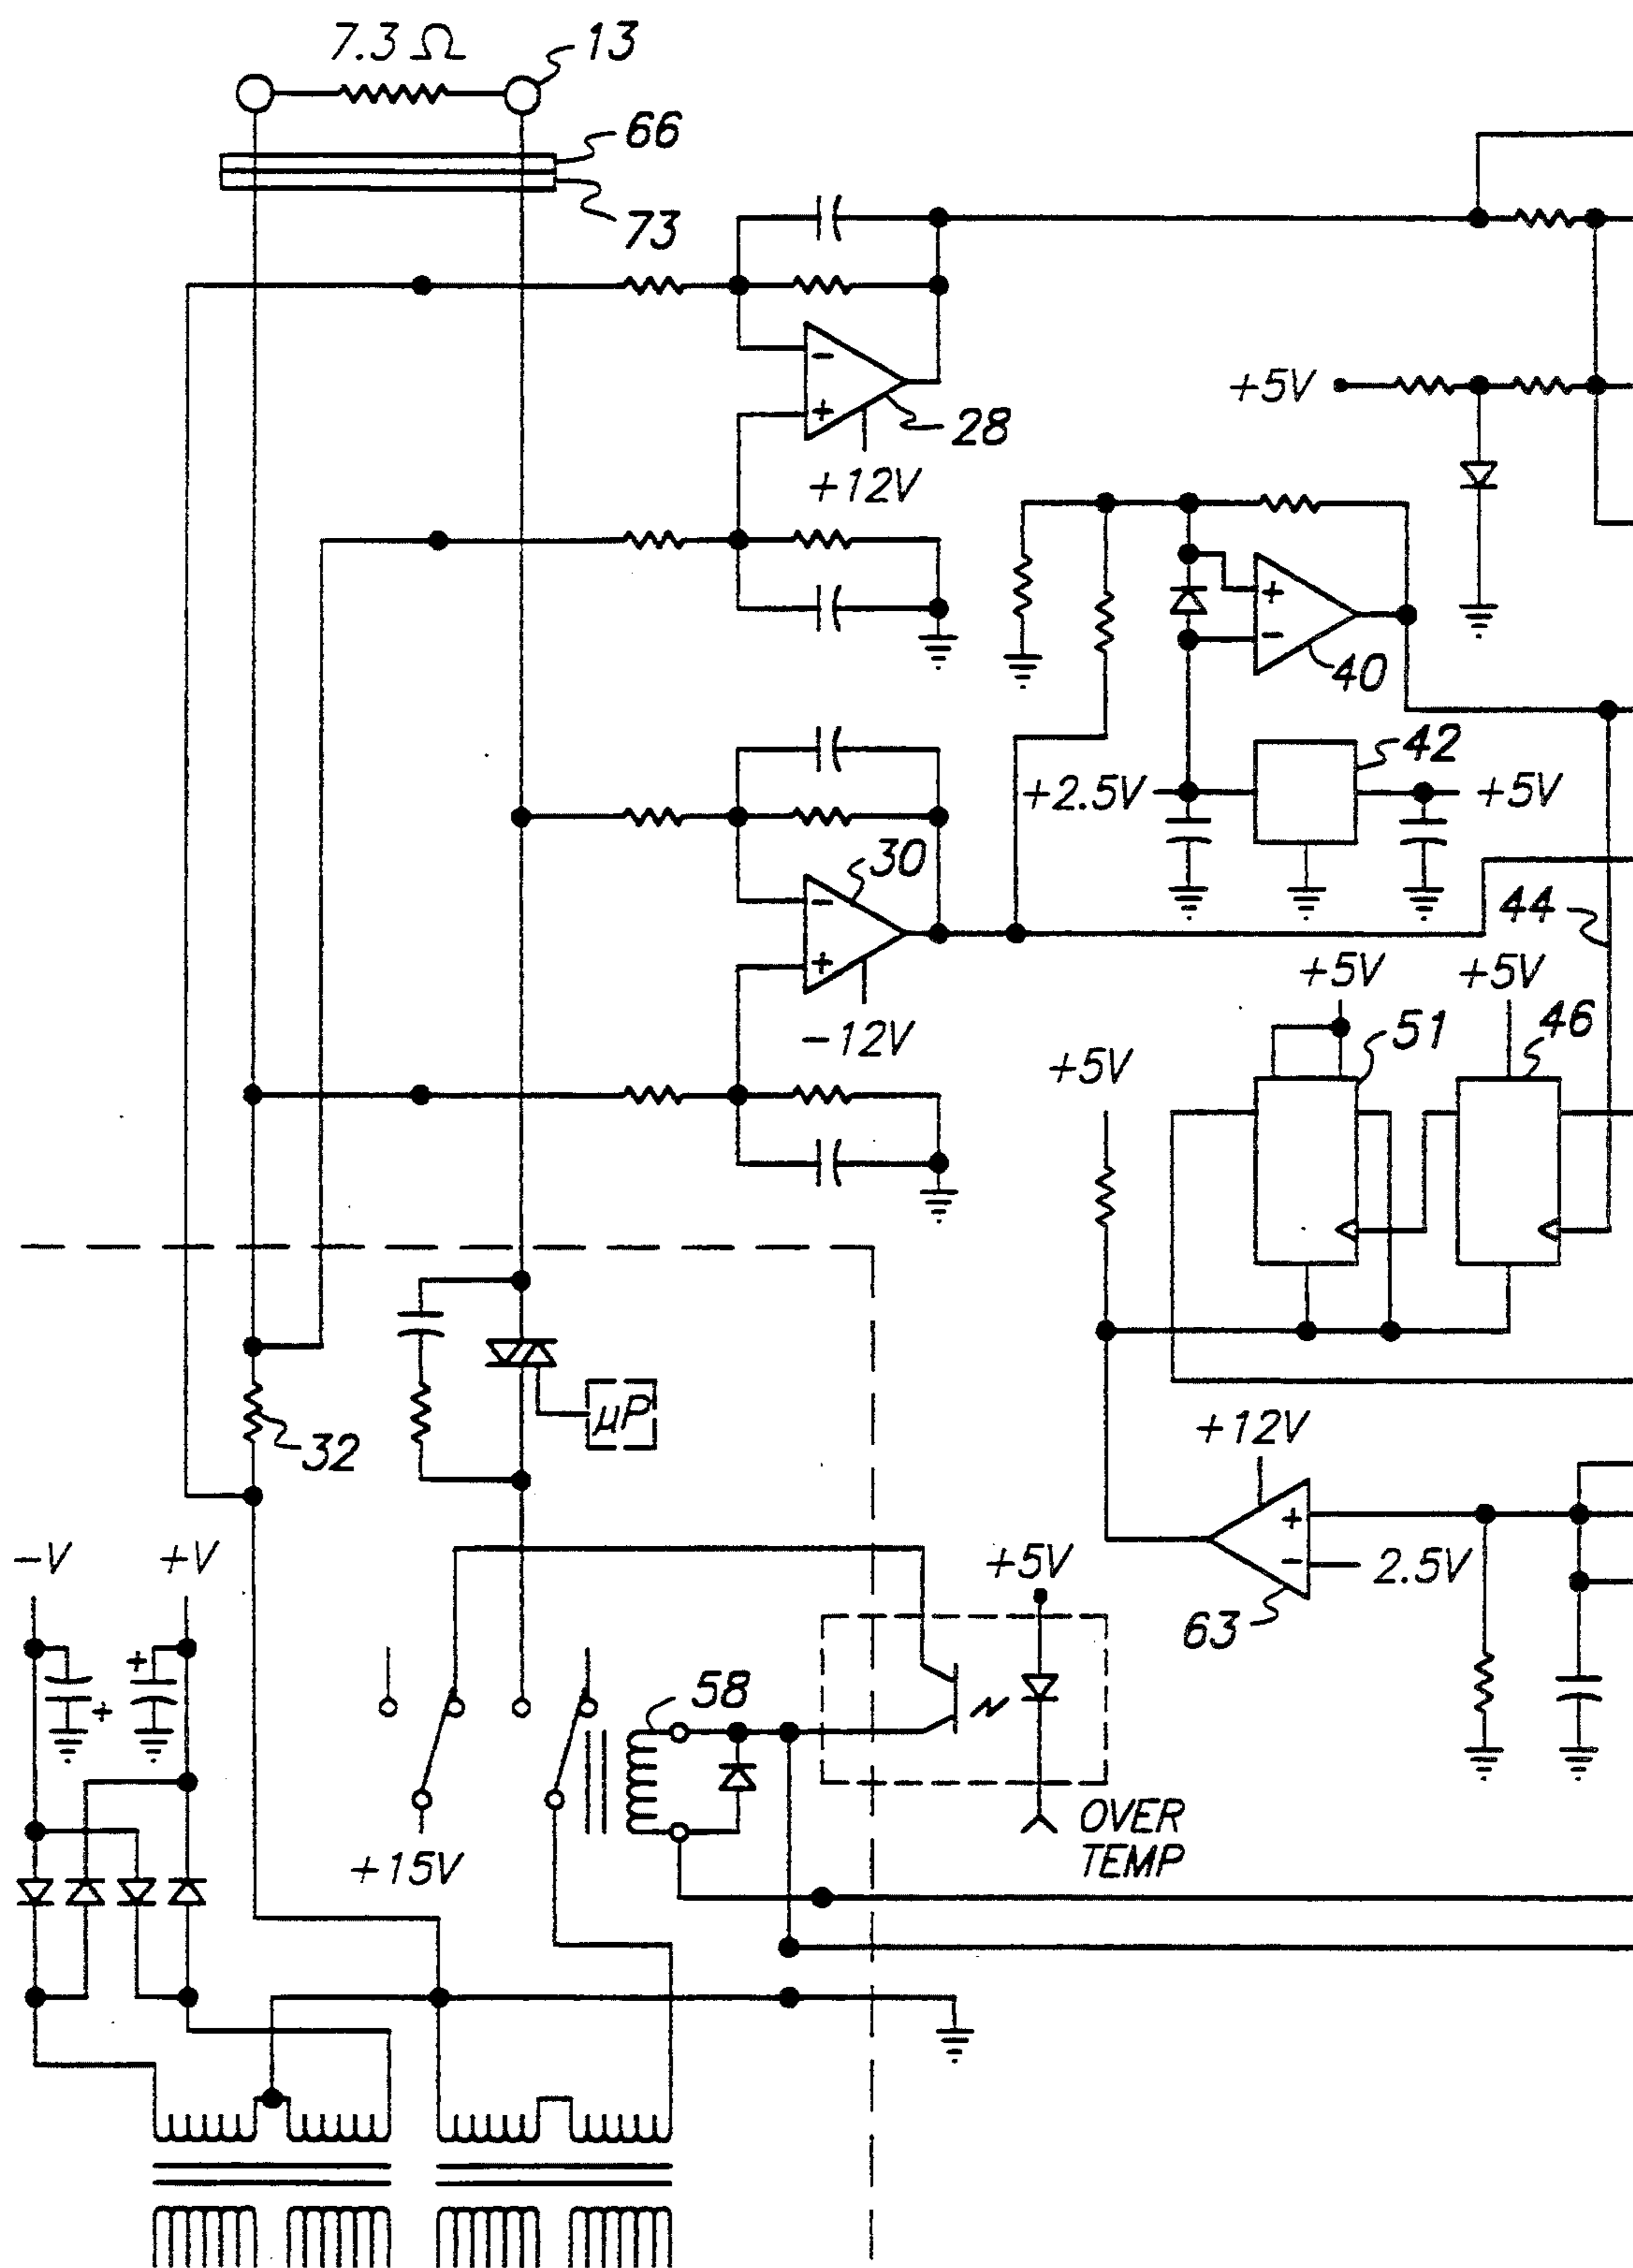 7.3 Ω
13
66
73
−
+
28
+12V
+5V
+
−
40
42
+2.5V
+5V
30
−
+
−12V
44
+5V
+5V
51
46
+5V
μP
32
+12V
+
−
2.5V
63
−V
+V
+
+
+5V
58
+15V
OVER
TEMP